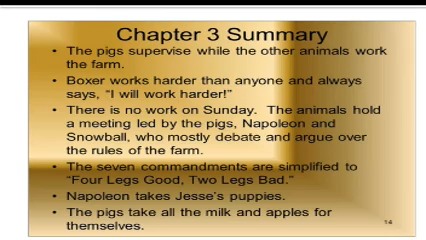 Chapter 3 Summary
• The pigs supervise while the other animals work
the farm.
• Boxer works harder than anyone and always
says, “I will work harder!”
• There is no work on Sunday. The animals hold
a meeting led by the pigs, Napoleon and
Snowball, who mostly debate and argue over
the rules of the farm.
• The seven commandments are simplified to
“Four Legs Good, Two Legs Bad.”
• Napoleon takes Jesse’s puppies.
• The pigs take all the milk and apples for
themselves.
14